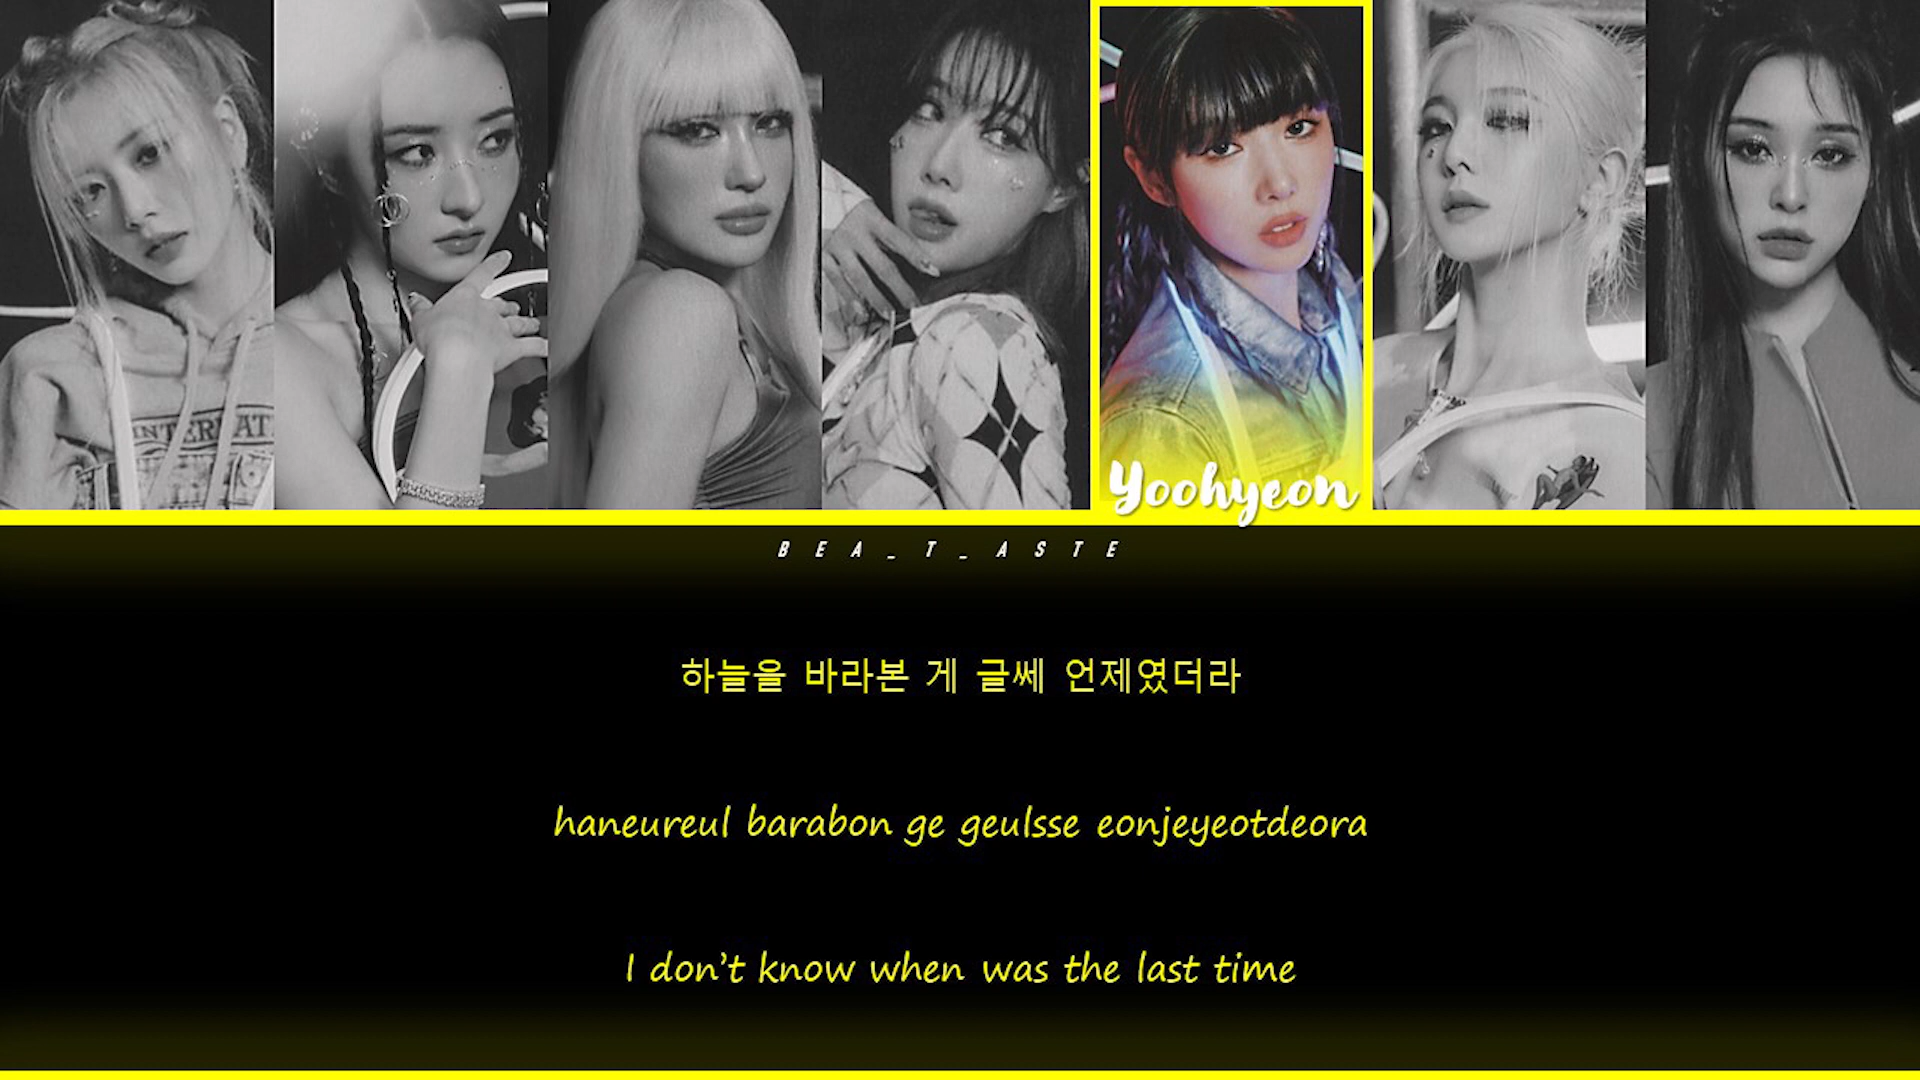 INTERNAT
Yoohyeon
BEA_T_ASTE
하늘을 바라본 게 글쎄 언제였더라
haneureul barabon ge geulsse eonjeyeotdeora
I don't know when was the last time